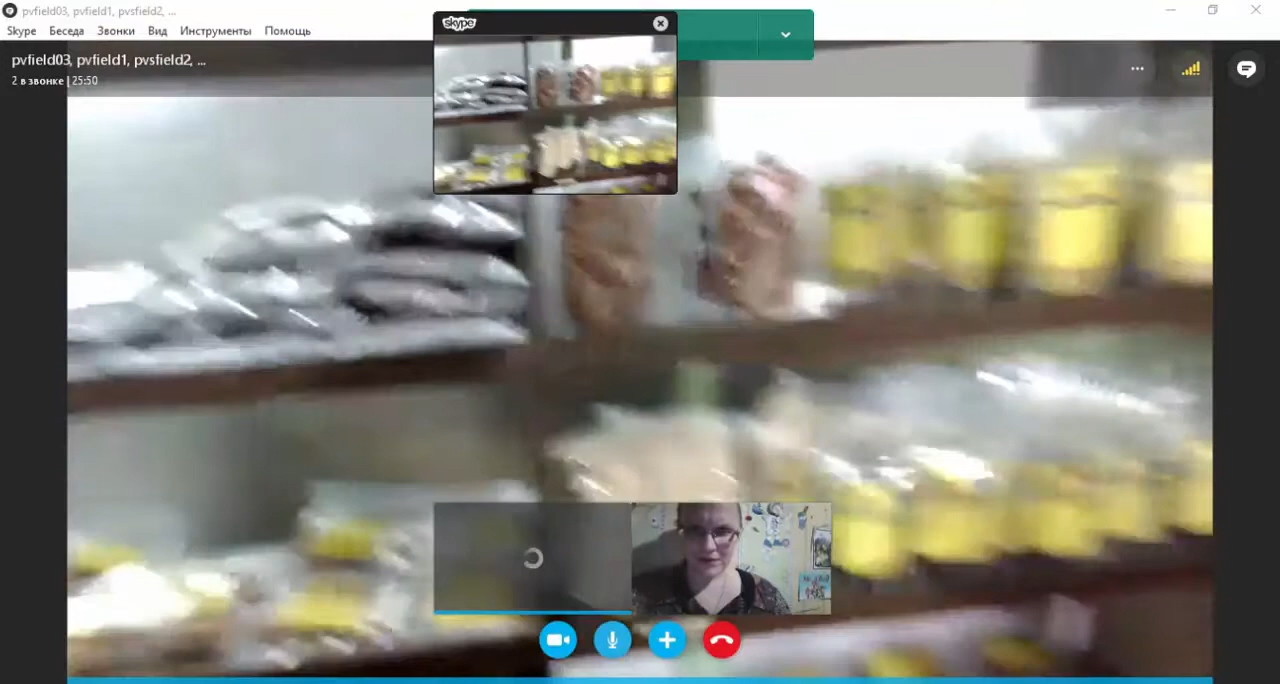 pvfield03, pvfield1, pvsfield2, ...
Skype Беседа Звонки Вид Инструменты Помощь
skype
pvfield03, pvfield1, pvsfield2, ...
2 в звонке | 25:50